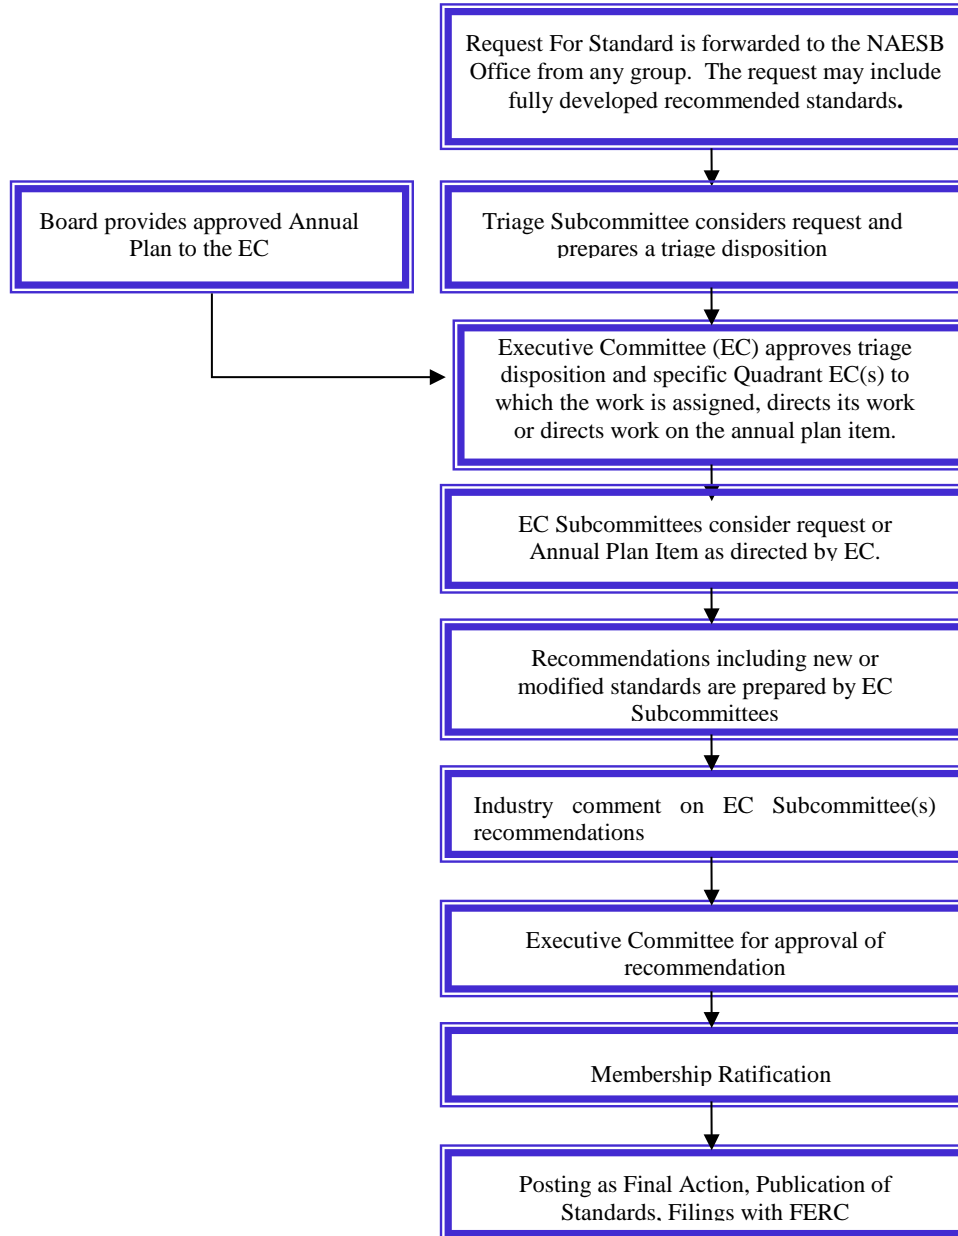 Request For Standard is forwarded to the NAESB
Office from any group. The request may include
fully developed recommended standards.
Board provides approved Annual
Plan to the EC
Triage Subcommittee considers request and
prepares a triage disposition
Executive Committee (EC) approves triage
disposition and specific Quadrant EC(s) to
which the work is assigned, directs its work
or directs work on the annual plan item.
EC Subcommittees consider request or
Annual Plan Item as directed by EC.
Recommendations including new or
modified standards are prepared by EC
Subcommittees
Industry comment on EC Subcommittee(s)
recommendations
Executive Committee for approval of
recommendation
Membership Ratification
Posting as Final Action, Publication of
Standards, Filings with FERC